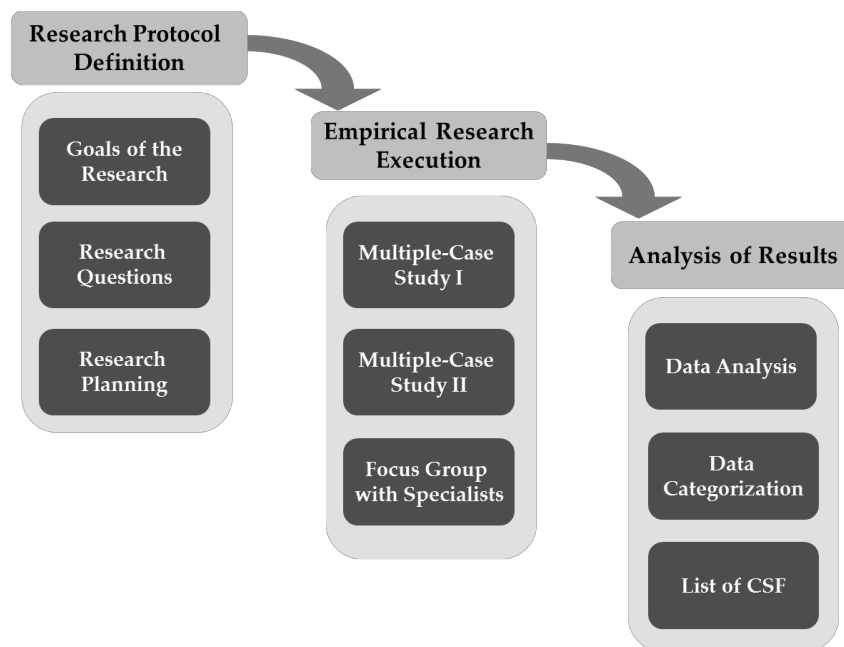 Research Protocol
Definition
Goals of the
Research
Research
Questions
Research
Planning
Empirical Research
Execution
Multiple-Case
Study I
Multiple-Case
Study II
Focus Group
with Specialists
Analysis of Results
Data Analysis
Data
Categorization
List of CSF